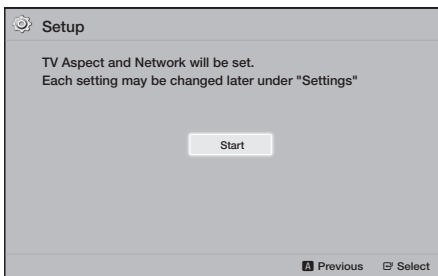 Setup
TV Aspect and Network will be set.
Each setting may be changed later under "Settings"
Start
A Previous Select